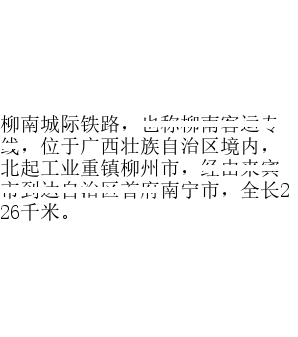 柳南城际铁路，也称柳南客运专
线，位于广西壮族自治区境内，
北起工业重镇柳州市，经由来宾
市到达自治区首府南宁市，全长2
26千米。